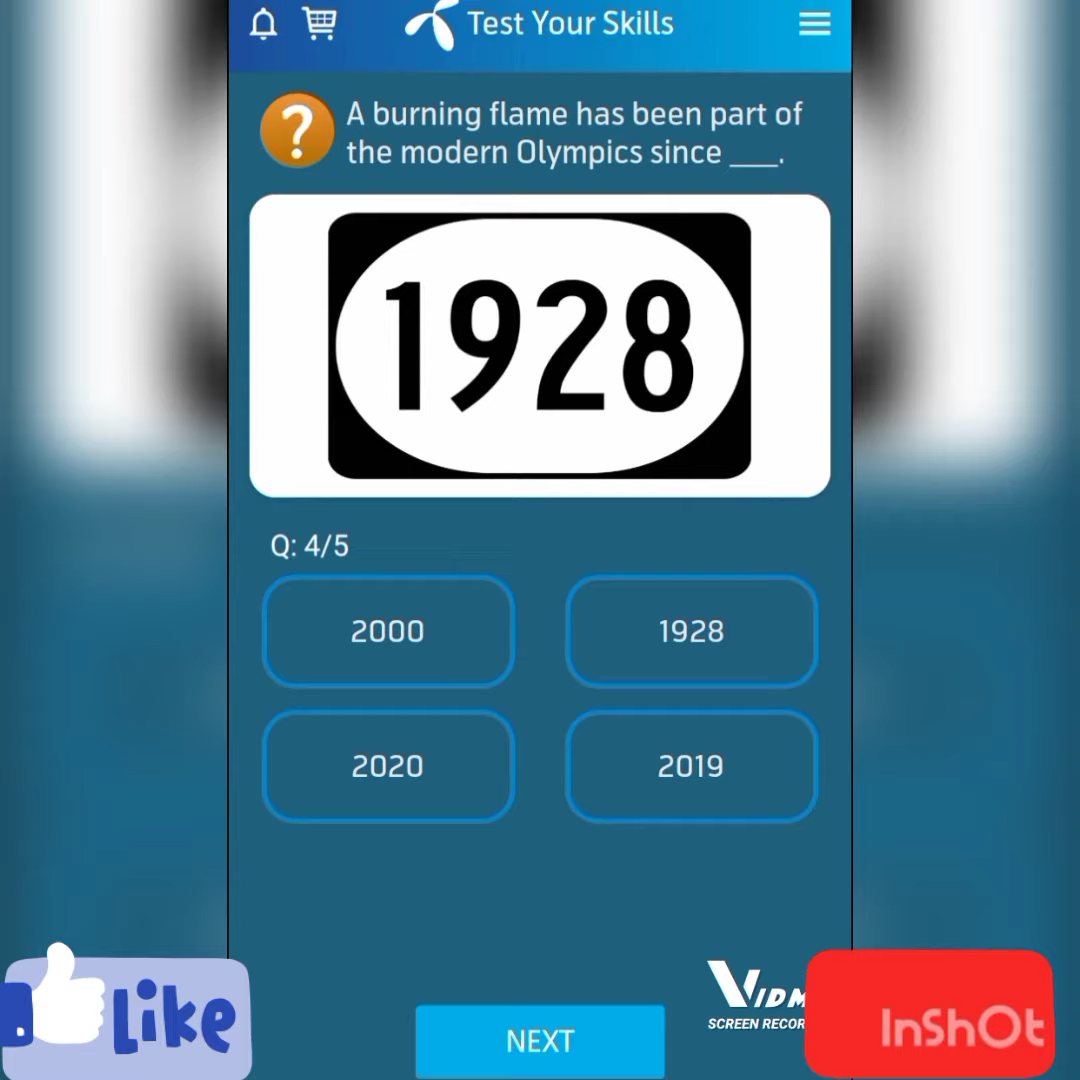 Test Your Skills
? A burning flame has been part of
the modern Olympics since ___.
1928
Q: 4/5
2000
1928
2020
2019
Like
VIDM
SCREEN RECOR
InShOt
NEXT